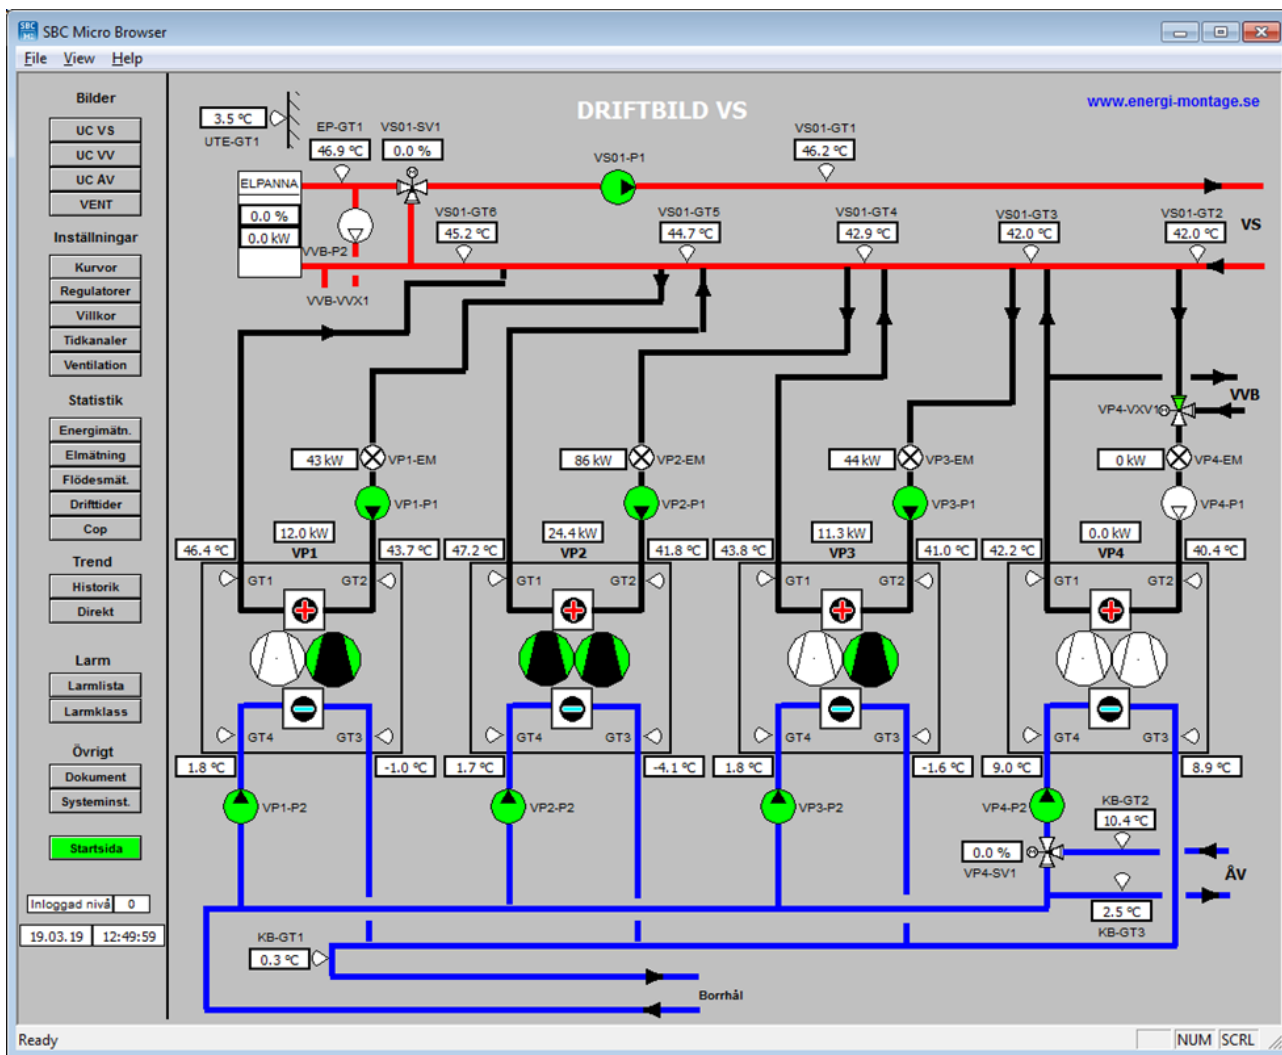 SBC Micro Browser
File View Help
Bilder
UC VS
UC VV
UC ÅV
VENT
Inställningar
Kurvor
Regulatorer
Villkor
Tidkanaler
Ventilation
Statistik
Energimätn.
Elmätning
Flödesmät.
Drifttider
Cop
Trend
Historik
Direkt
Larm
Larmlista
Larmklass
Övrigt
Dokument
Systeminst.
Startsida
Inloggad nivå 0
19.03.19 12:49:59
DRIFTBILD VS
www.energi-montage.se
3.5 °C
UTE-GT1
EP-GT1
46.9 °C
VS01-SV1
0.0 %
VS01-P1
VS01-GT1
46.2 °C
ELPANNA
0.0 %
0.0 kW
VVB-P2
VVB-VVX1
VS01-GT6
45.2 °C
VS01-GT5
44.7 °C
VS01-GT4
42.9 °C
VS01-GT3
42.0 °C
VS01-GT2
42.0 °C
VS
VVB
VP4-VXV1
43 kW
VP1-EM
86 kW
VP2-EM
44 kW
VP3-EM
0 kW
VP4-EM
VP1-P1
VP2-P1
VP3-P1
VP4-P1
12.0 kW
24.4 kW
11.3 kW
0.0 kW
46.4 °C
VP1
43.7 °C
47.2 °C
VP2
41.8 °C
43.8 °C
VP3
41.0 °C
42.2 °C
VP4
40.4 °C
GT1 GT2
GT1 GT2
GT1 GT2
GT1 GT2
GT4 GT3
GT4 GT3
GT4 GT3
GT4 GT3
1.8 °C
-1.0 °C
1.7 °C
-4.1 °C
1.8 °C
-1.6 °C
9.0 °C
8.9 °C
VP1-P2
VP2-P2
VP3-P2
VP4-P2
KB-GT2
10.4 °C
0.0 %
VP4-SV1
ÅV
2.5 °C
KB-GT3
KB-GT1
0.3 °C
Borrhål
Ready
NUM SCRL